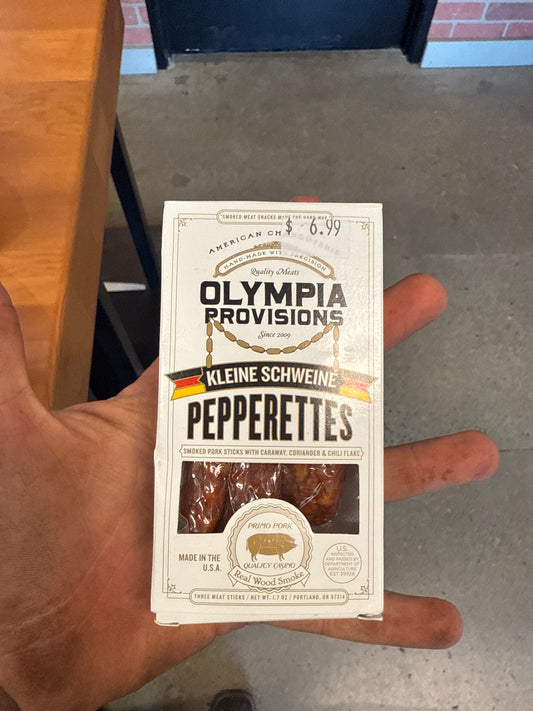 "SMOKED MEAT SNACKS MADE THE HARD WAY"
$ 6.99
AMERICAN CH
HAND-MADE WITH PRECISION
Quality Meats
OLYMPIA
PROVISIONS
Since 2009
KLEINE SCHWEINE
PEPPERETTES
SMOKED PORK STICKS WITH CARAWAY, CORIANDER & CHILI FLAKE
PRIMO PORK
QUALITY CASING
Real Wood Smoke
MADE IN THE
U.S.A.
U.S.
INSPECTED
AND PASSED BY
DEPARTMENT OF
AGRICULTURE
EST 39928
THREE MEAT STICKS / NET WT. 1.7 OZ / PORTLAND, OR 97214